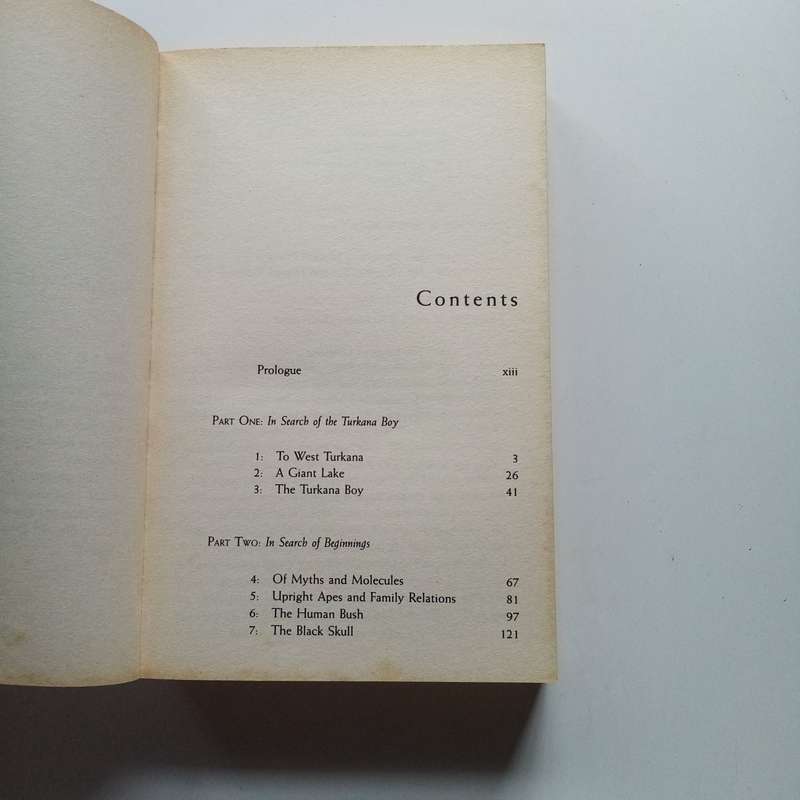 Contents
Prologue xiii
PART ONE: In Search of the Turkana Boy
1: To West Turkana 3
2: A Giant Lake 26
3: The Turkana Boy 41
PART TWO: In Search of Beginnings
4: Of Myths and Molecules 67
5: Upright Apes and Family Relations 81
6: The Human Bush 97
7: The Black Skull 121